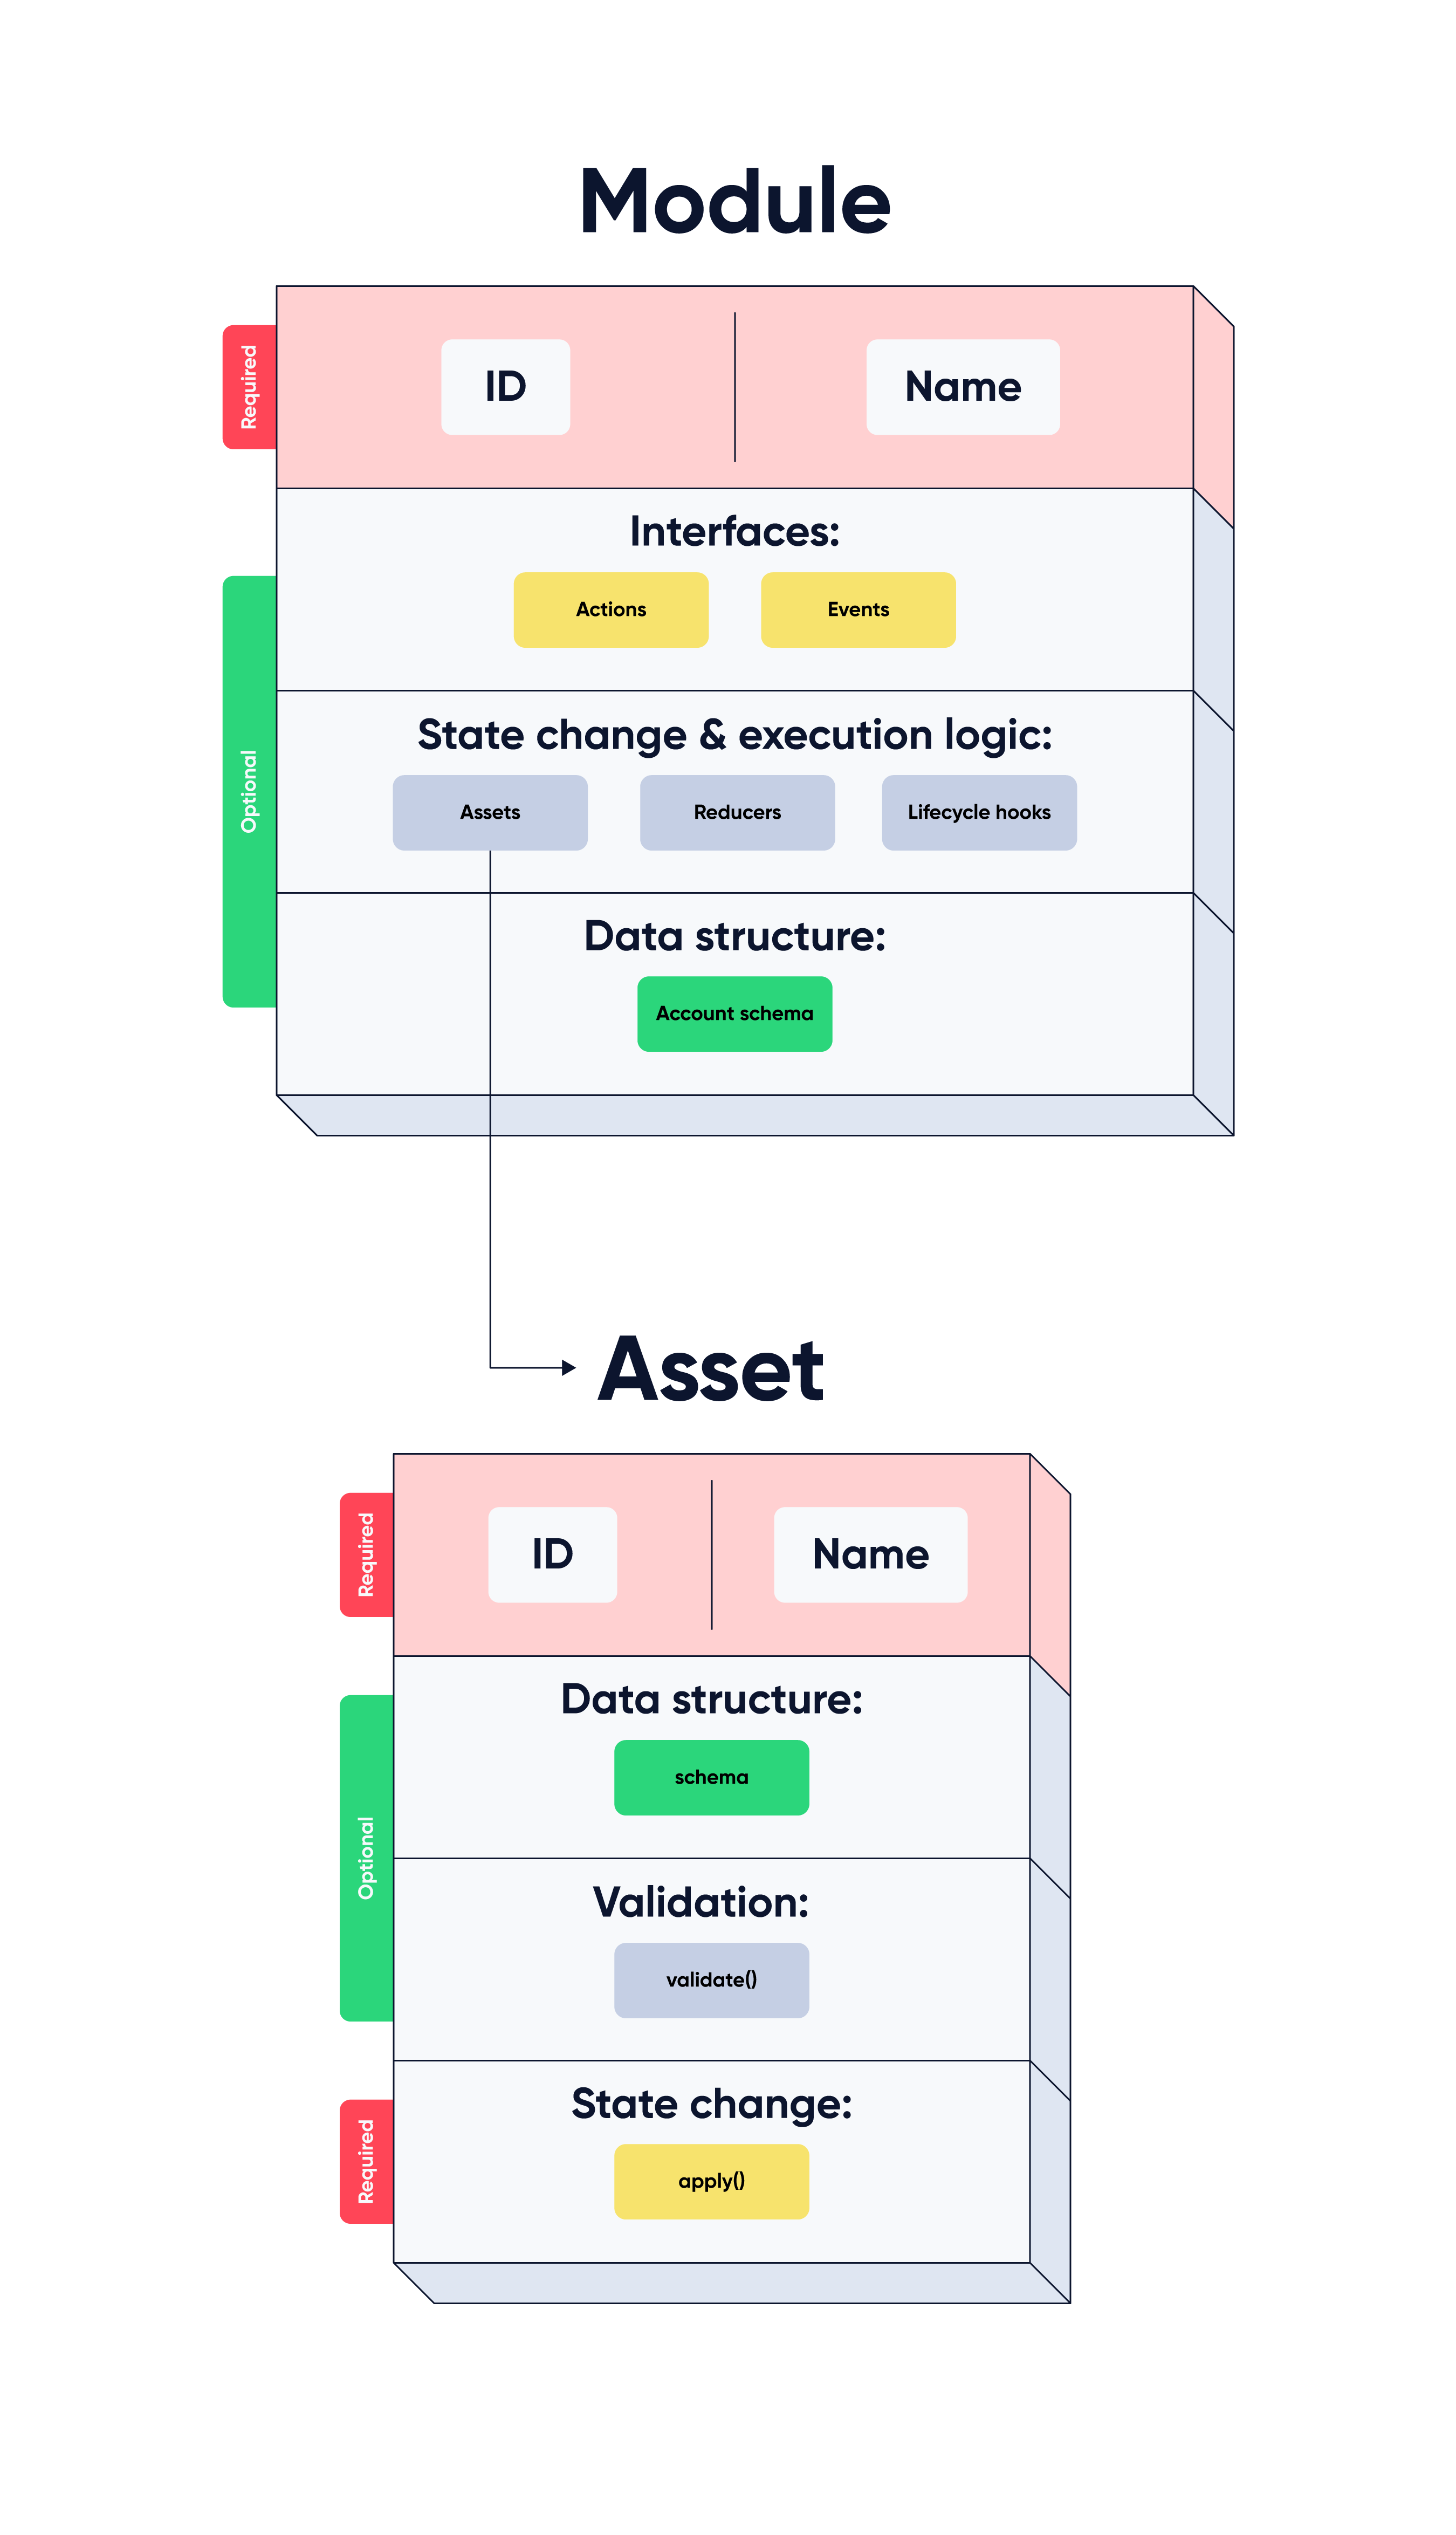 Module
Required
ID
Name
Optional
Interfaces:
Actions
Events
State change & execution logic:
Assets
Reducers
Lifecycle hooks
Data structure:
Account schema
Asset
Required
ID
Name
Optional
Data structure:
schema
Validation:
validate()
Required
State change:
apply()